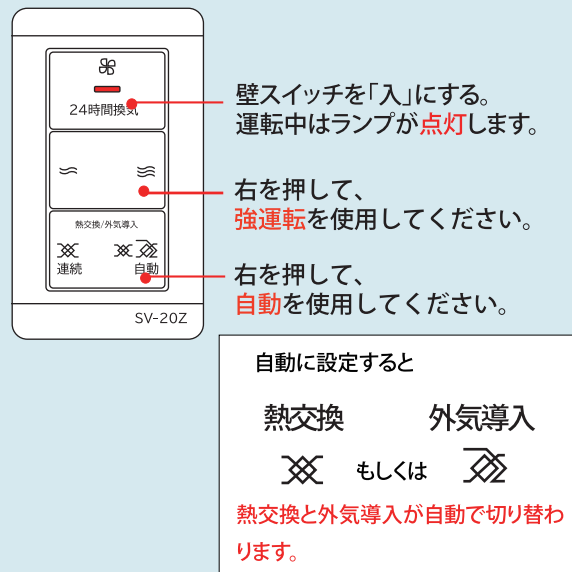 24時間換気
壁スイッチを「入」にする。
運転中はランプが点灯します。
右を押して、
強運転を使用してください。
熱交換/外気導入
連続
自動
右を押して、
自動を使用してください。
SV-20Z
自動に設定すると
熱交換 外気導入
もしくは
熱交換と外気導入が自動で切り替わ
ります。